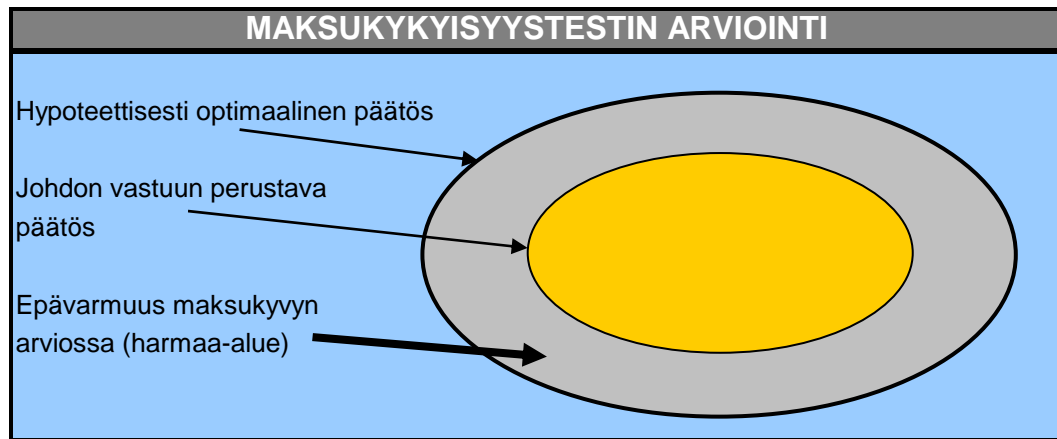 MAKSUKYKYISYYSTESTIN ARVIOINTI
Hypoteettisesti optimaalinen päätös
Johdon vastuun perustava
päätös
Epävarmuus maksukyvyn
arviossa (harmaa-alue)